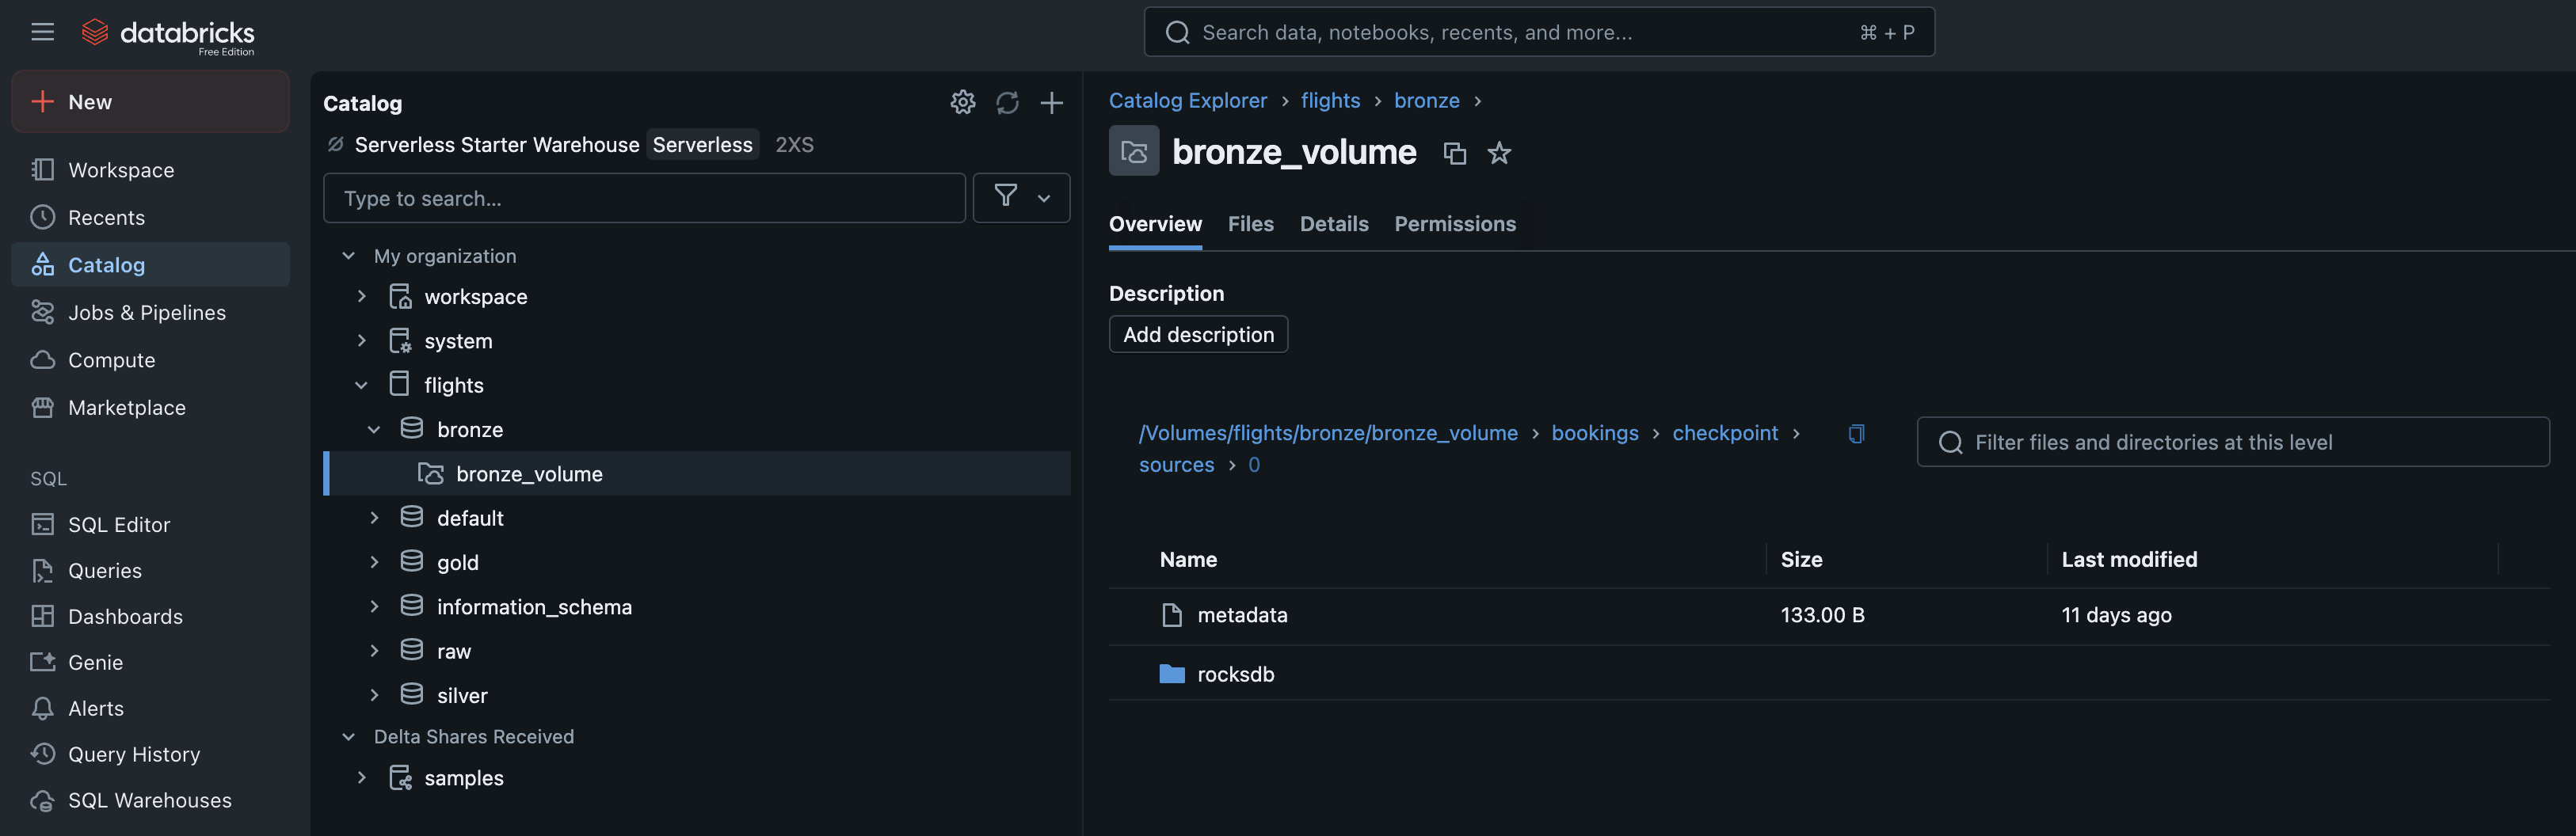 databricks
Free Edition
Search data, notebooks, recents, and more...
⌘ + P
New
Workspace
Recents
Catalog
Jobs & Pipelines
Compute
Marketplace
SQL
SQL Editor
Queries
Dashboards
Genie
Alerts
Query History
SQL Warehouses
Catalog
Serverless Starter Warehouse Serverless 2XS
Type to search...
My organization
workspace
system
flights
bronze
bronze_volume
default
gold
information_schema
raw
silver
Delta Shares Received
samples
Catalog Explorer > flights > bronze >
bronze_volume
Overview Files Details Permissions
Description
Add description
/Volumes/flights/bronze/bronze_volume > bookings > checkpoint >
sources > 0
Filter files and directories at this level
Name Size Last modified
metadata 133.00 B 11 days ago
rocksdb